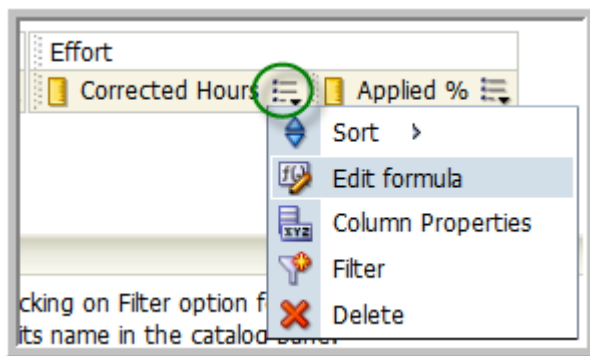 Effort
Corrected Hours Applied %
Sort
Edit formula
Column Properties
Filter
Delete
cking on Filter option f
its name in the catalog